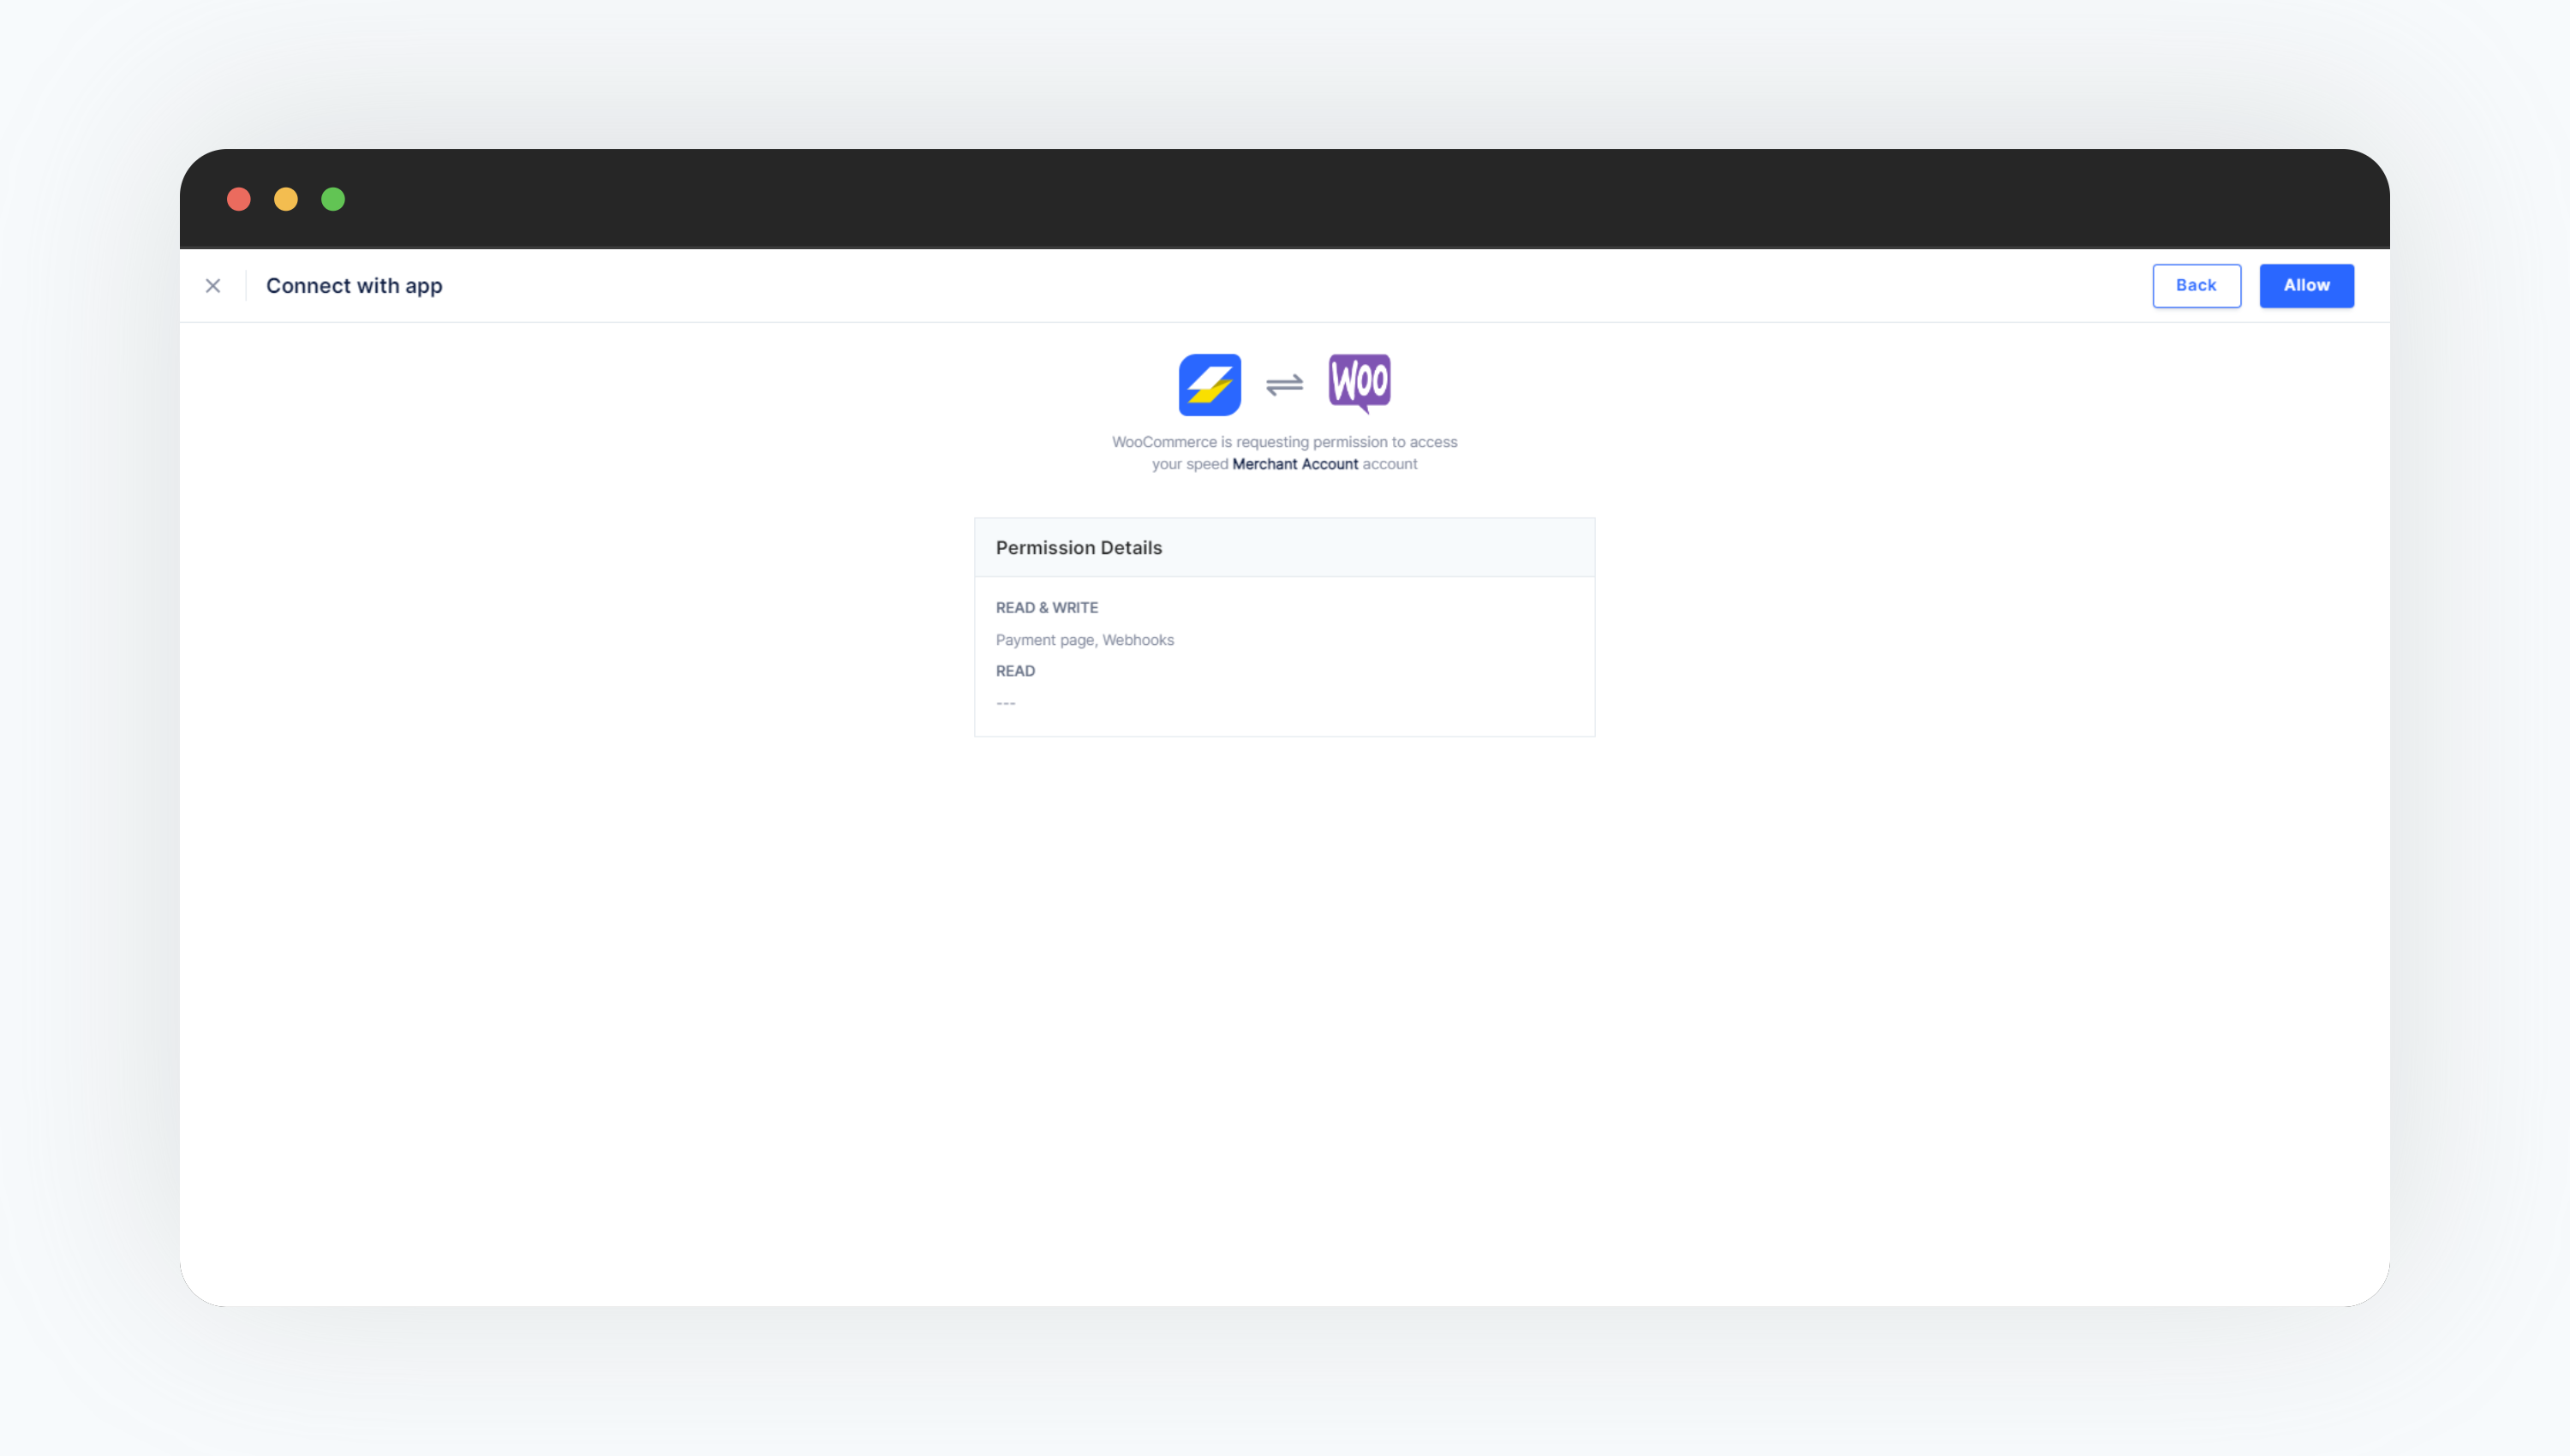 Connect with app
Back
Allow
Woo
WooCommerce is requesting permission to access
your speed Merchant Account account
Permission Details
READ & WRITE
Payment page, Webhooks
READ
---